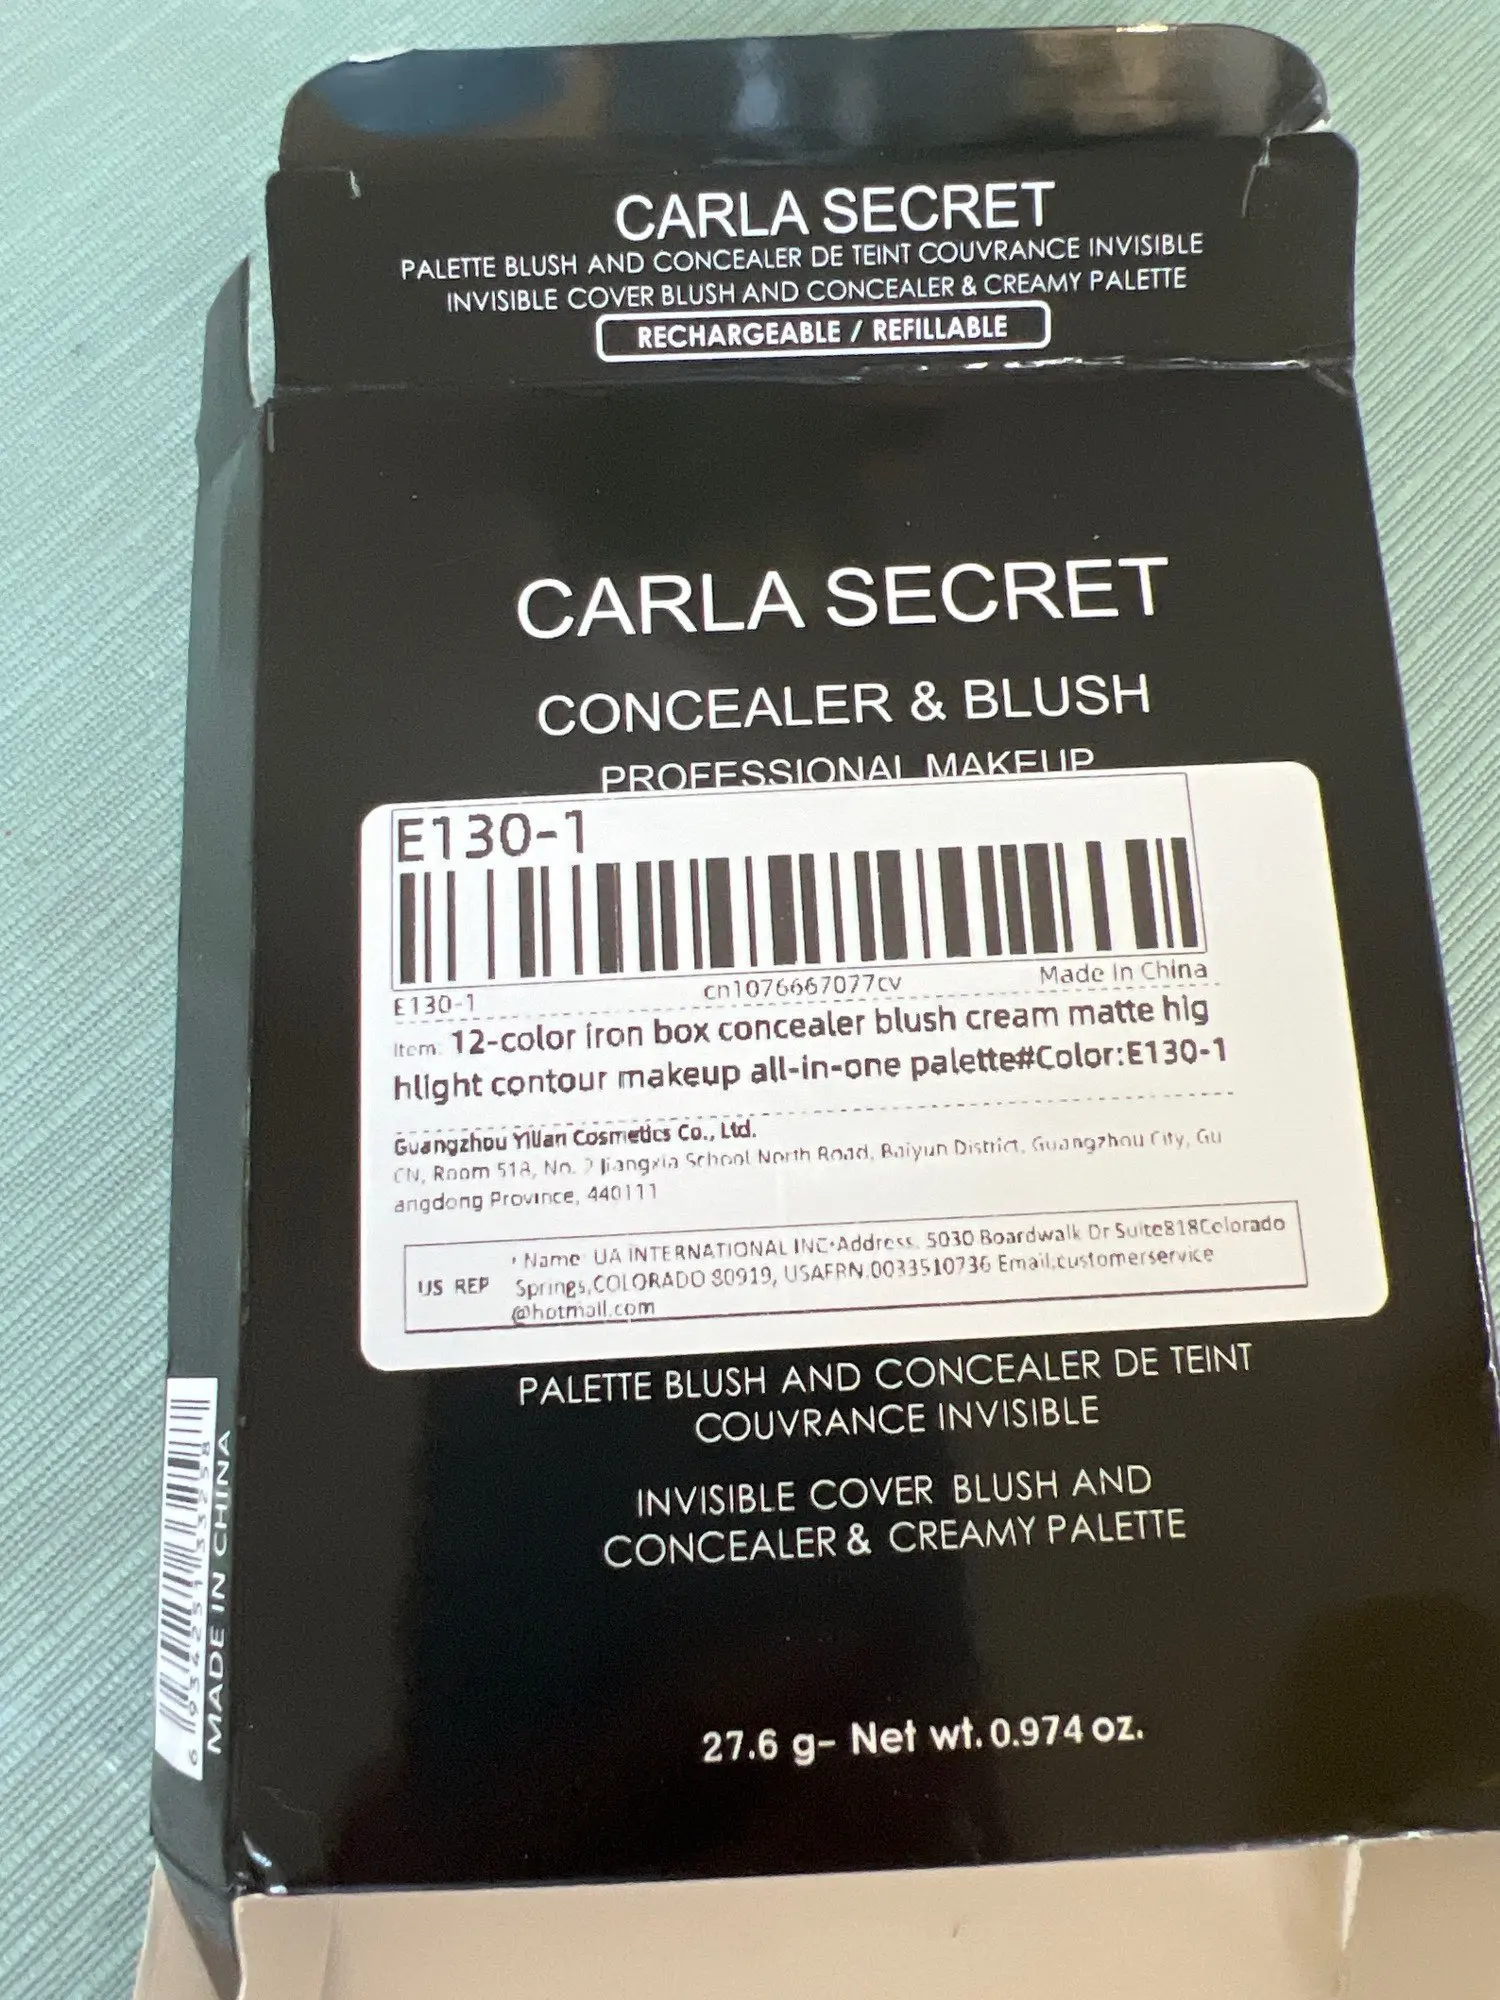 CARLA SECRET
PALETTE BLUSH AND CONCEALER DE TEINT COUVRANCE INVISIBLE
INVISIBLE COVER BLUSH AND CONCEALER & CREAMY PALETTE
RECHARGEABLE / REFILLABLE
CARLA SECRET
CONCEALER & BLUSH
PROFESSIONAL MAKEUP
E130-1
E130-1 cn1076667077cv Made in China
Item: 12-color iron box concealer blush cream matte hig
hlight contour makeup all-in-one palette#Color:E130-1
Guangzhou Yilian Cosmetics Co., Ltd.
CN, Room 518, No. 2 Jiangxia School North Road, Baiyun District, Guangzhou City, Gu
angdong Province, 440111
US REP
Name UA INTERNATIONAL INC•Address. 5030 Boardwalk Dr Suite818Colorado
Springs,COLORADO 80919, USAFRN.0033510736 Email:customerservice
@hotmail.com
PALETTE BLUSH AND CONCEALER DE TEINT
COUVRANCE INVISIBLE
INVISIBLE COVER BLUSH AND
CONCEALER & CREAMY PALETTE
27.6 g- Net wt. 0.974 oz.
MADE IN CHINA